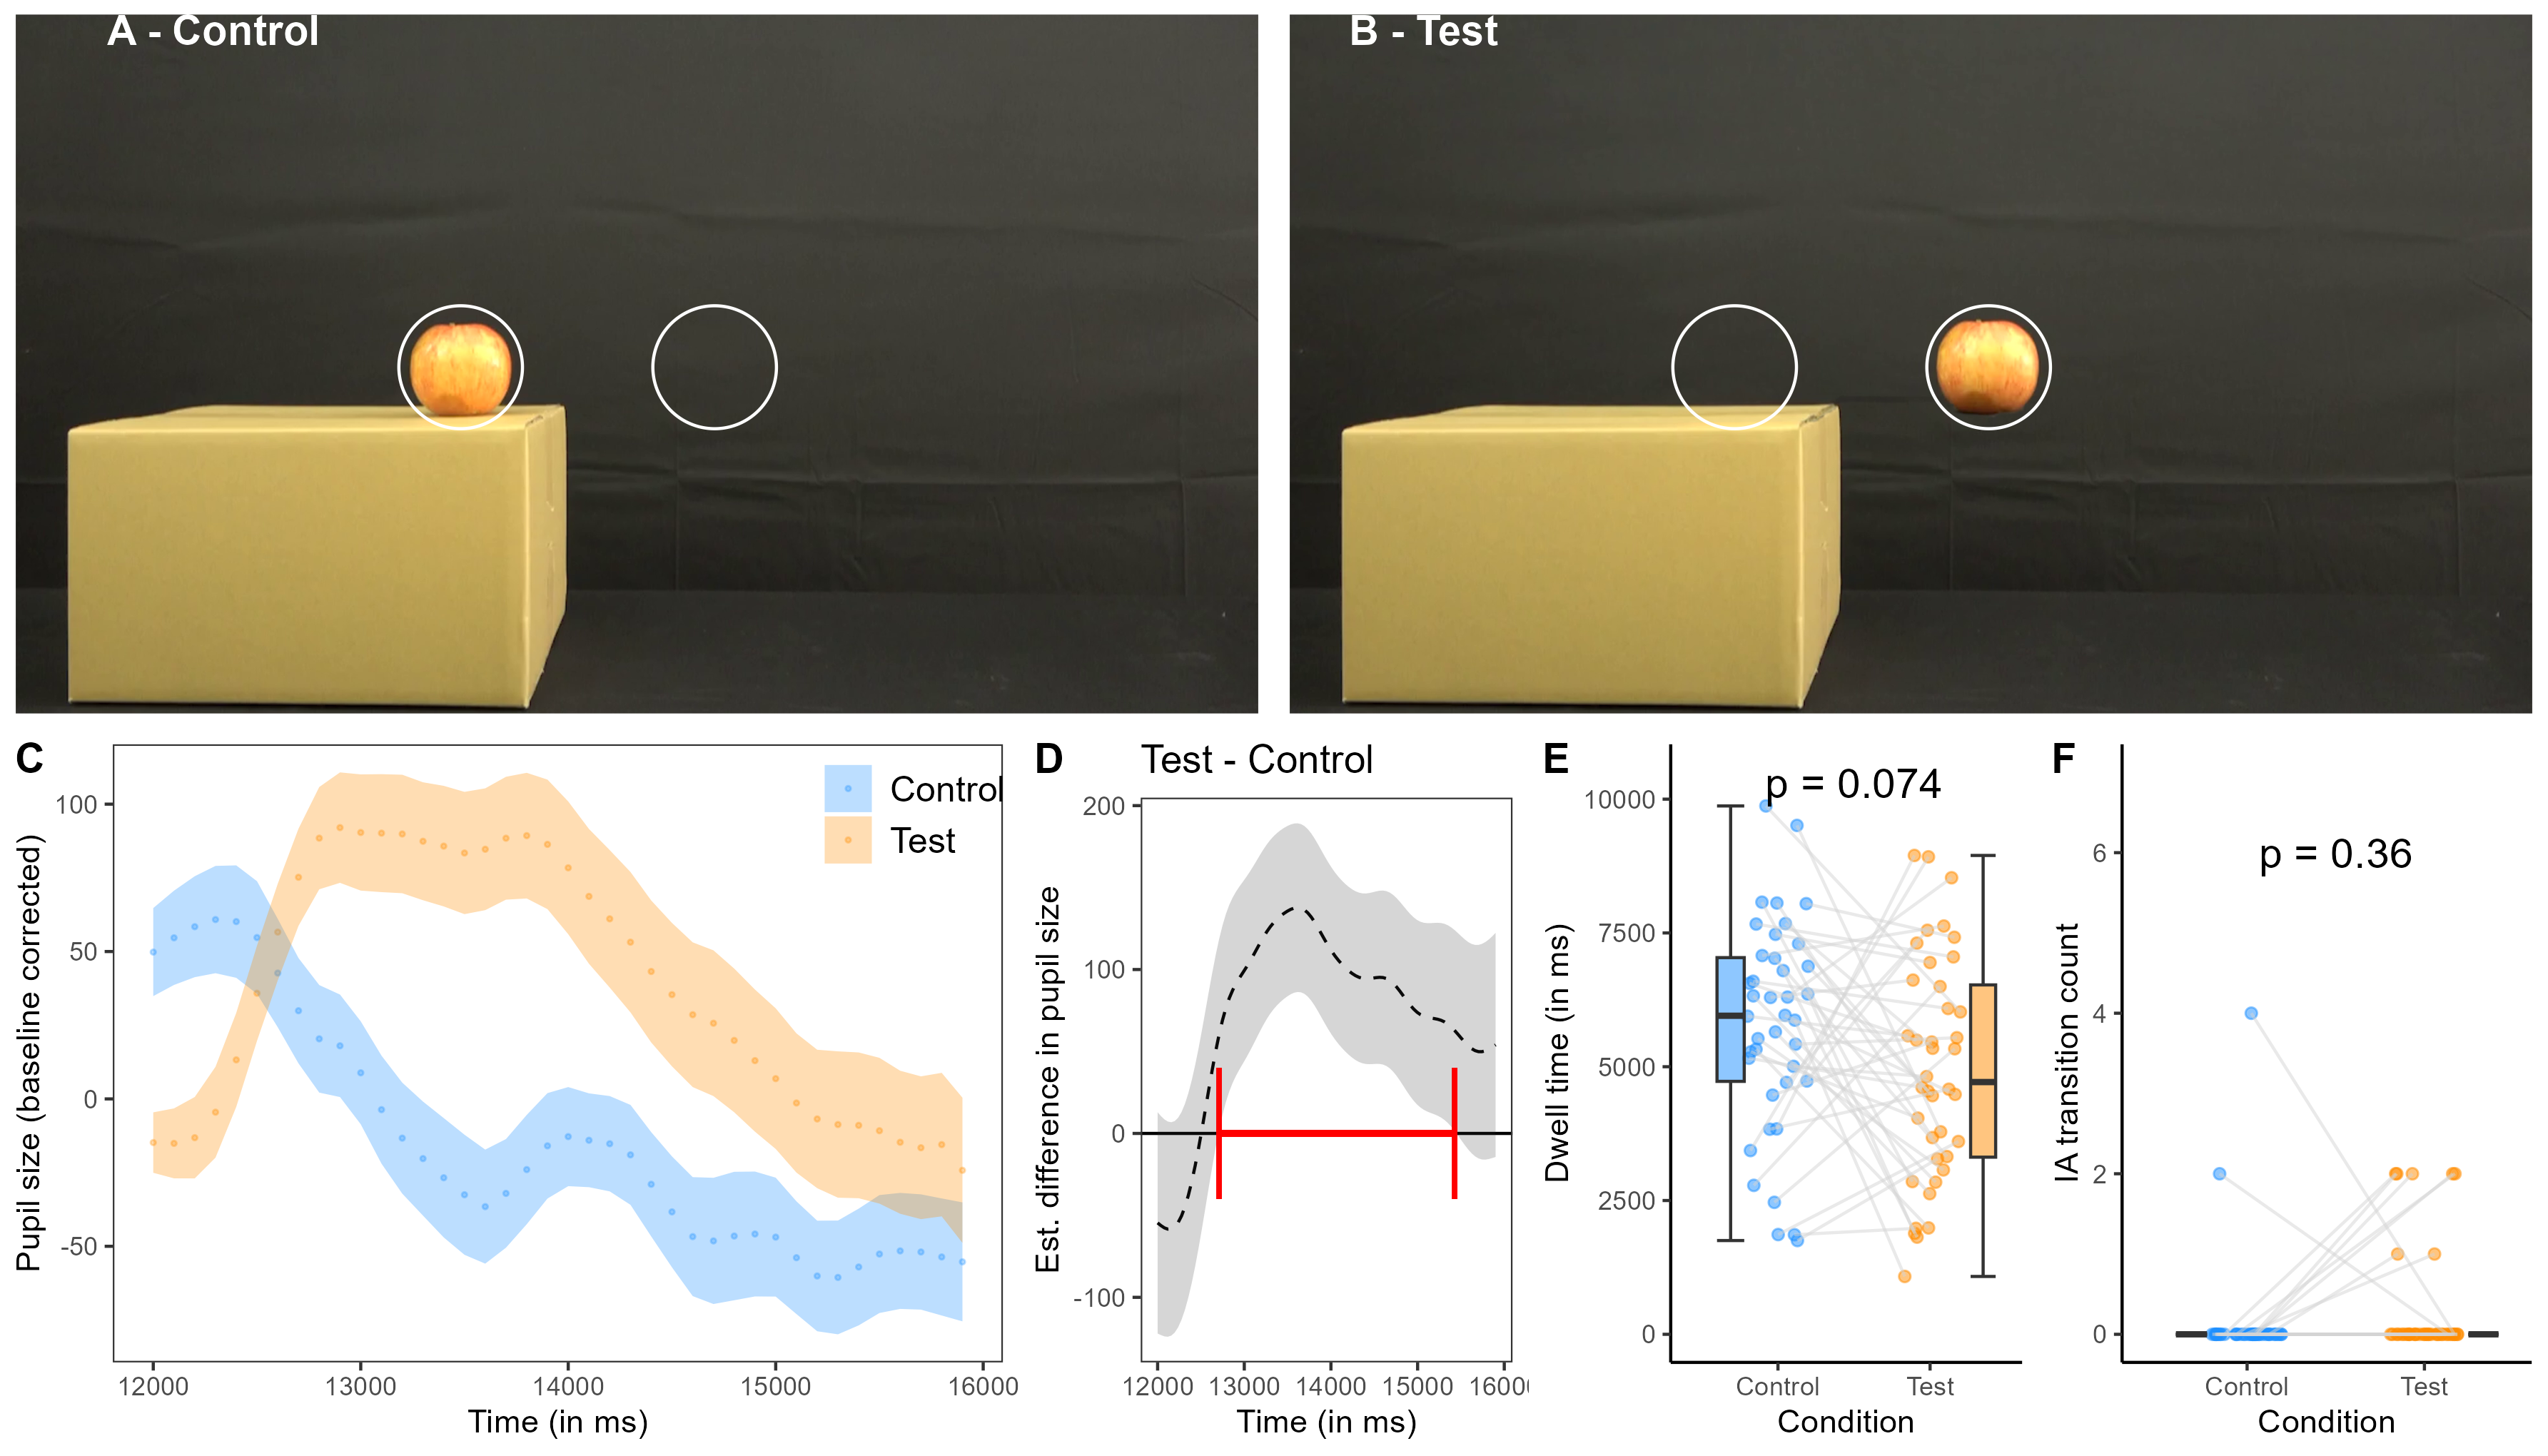 A - Control
B - Test
C
100
50
0
-50
Pupil size (baseline corrected)
Control
Test
12000 13000 14000 15000 16000
Time (in ms)
D
Test - Control
200
100
0
-100
Est. difference in pupil size
12000 13000 14000 15000 1600
Time (in ms)
E
p = 0.074
10000
7500
5000
2500
0
Dwell time (in ms)
Control Test
Condition
F
p = 0.36
6
4
2
0
IA transition count
Control Test
Condition